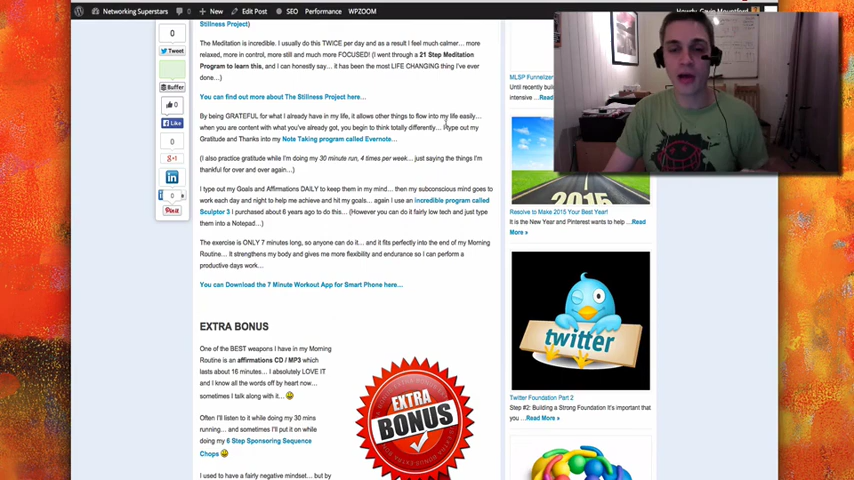 Networking Superstars
0
New
Edit Post
SEO
Performance
WPZOOM
Howdy, Gavin Mountford
Stillness Project)
The Meditation is incredible. I usually do this TWICE per day and as a result I feel much calmer... more
relaxed, more in control, more still and much more FOCUSED! (I went through a 21 Step Meditation
Program to learn this, and I can honestly say... it has been the most LIFE CHANGING thing I've ever
done...)
You can find out more about The Stillness Project here...
By being GRATEFUL for what I already have in my life, it allows other things to flow into my life easily...
when you are content with what you've already got, you begin to think totally differently... I type out my
Gratitude and Thanks into my Note Taking program called Evernote...
(I also practice gratitude while I'm doing my 30 minute run, 4 times per week... just saying the things I'm
thankful for over and over again...)
I type out my Goals and Affirmations DAILY to keep them in my mind... then my subconscious mind goes to
work each day and night to help me achieve and hit my goals... again I use an incredible program called
Sculptor 3 I purchased about 6 years ago to do this... (However you can do it fairly low tech and just type
them into a Notepad...)
The exercise is ONLY 7 minutes long, so anyone can do it... and it fits perfectly into the end of my Morning
Routine... It strengthens my body and gives me more flexibility and endurance so I can perform a
productive days work...
You can Download the 7 Minute Workout App for Smart Phone here...
EXTRA BONUS
One of the BEST weapons I have in my Morning
Routine is an affirmations CD / MP3 which
lasts about 16 minutes... I absolutely LOVE IT
and I know all the words off by heart now...
sometimes I talk along with it...
Often I'll listen to it while doing my 30 mins
running... and sometimes I'll put it on while
doing my 6 Step Sponsoring Sequence
Chops
I used to have a fairly negative mindset... but by
EXTRA
BONUS
0
Tweet
Buffer
0
Like
0
g+1
in
0
Pinit
MLSP Funnelizer
Until recently
intensive ...Read
2015
Resolve to Make 2015 Your Best Year!
It is the New Year and Pinterest wants to help ...Read
More »
twitter
Twitter Foundation Part 2
Step #2: Building a Strong Foundation It's important that
you ...Read More »